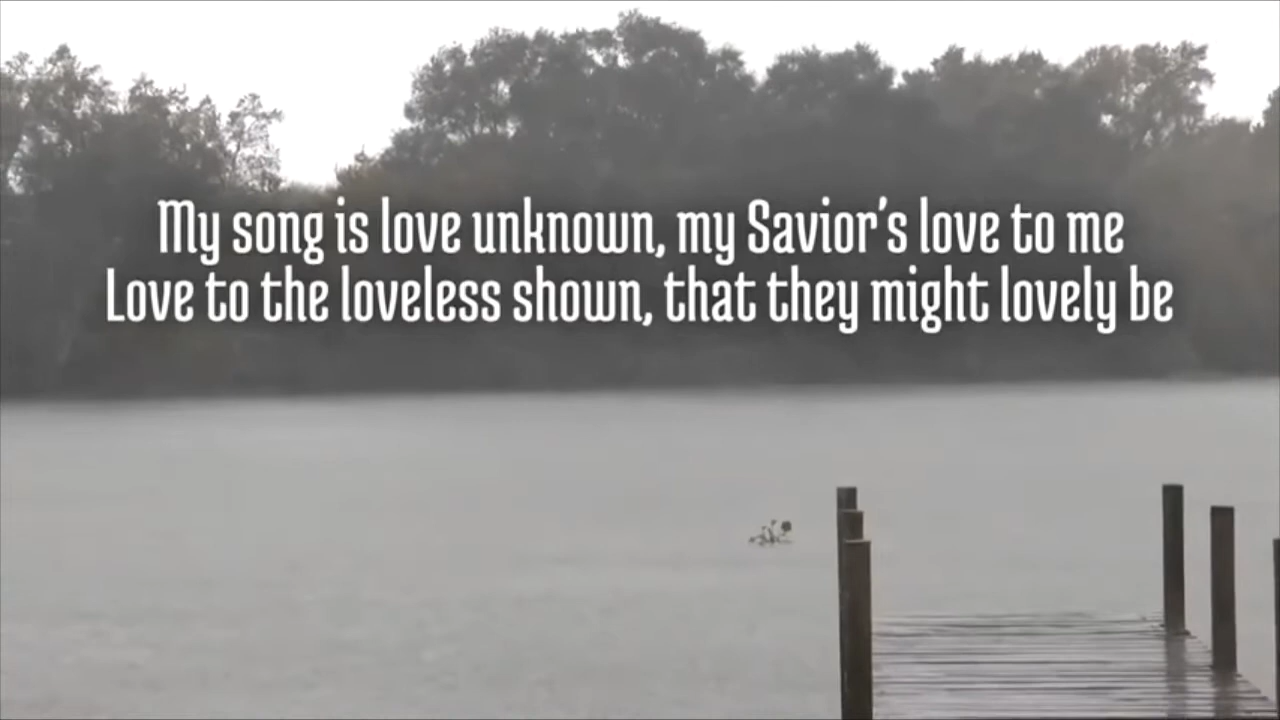 My song is love unknown, my Savior's love to me
Love to the loveless shown, that they might lovely be